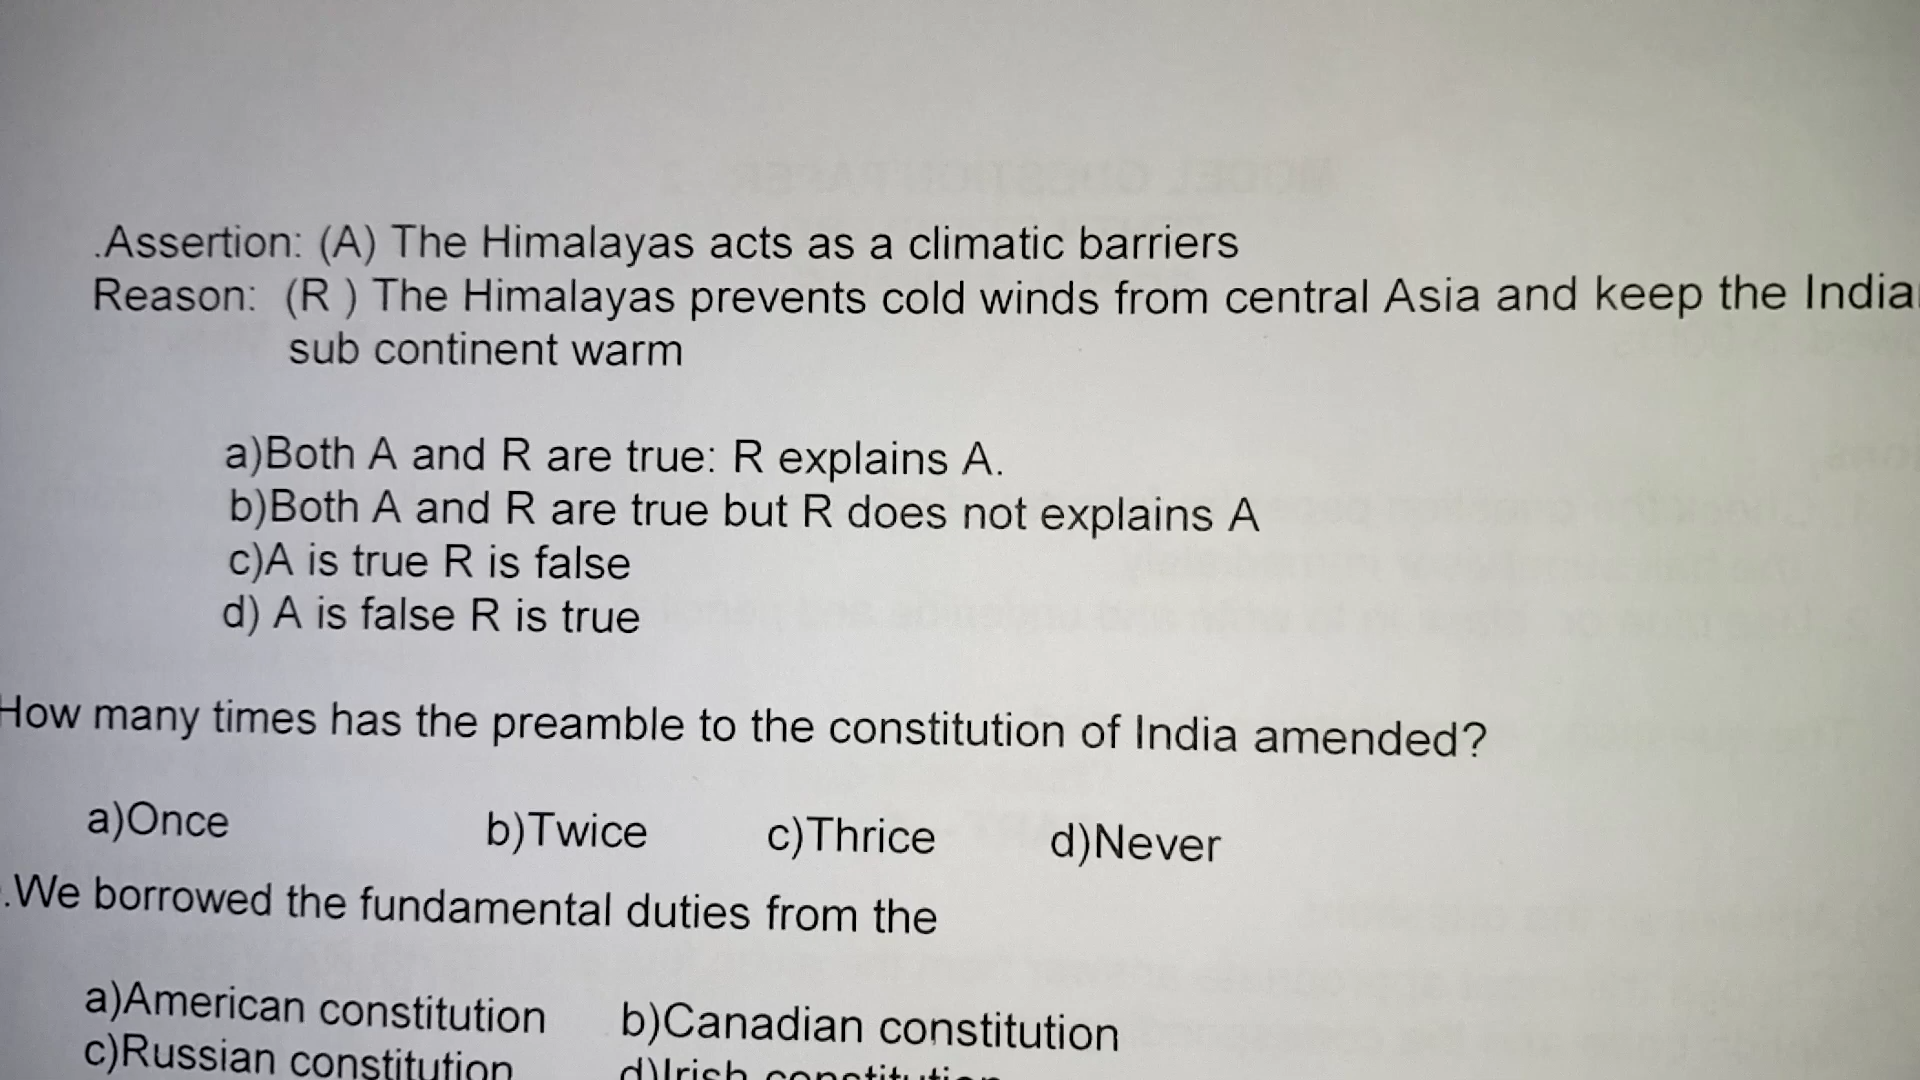 .Assertion: (A) The Himalayas acts as a climatic barriers
Reason: (R ) The Himalayas prevents cold winds from central Asia and keep the India
sub continent warm
a)Both A and R are true: R explains A.
b)Both A and R are true but R does not explains A
c)A is true R is false
d) A is false R is true
How many times has the preamble to the constitution of India amended?
a)Once b)Twice c)Thrice d)Never
.We borrowed the fundamental duties from the
a)American constitution b)Canadian constitution
c)Russian constitution d)Irish constitution